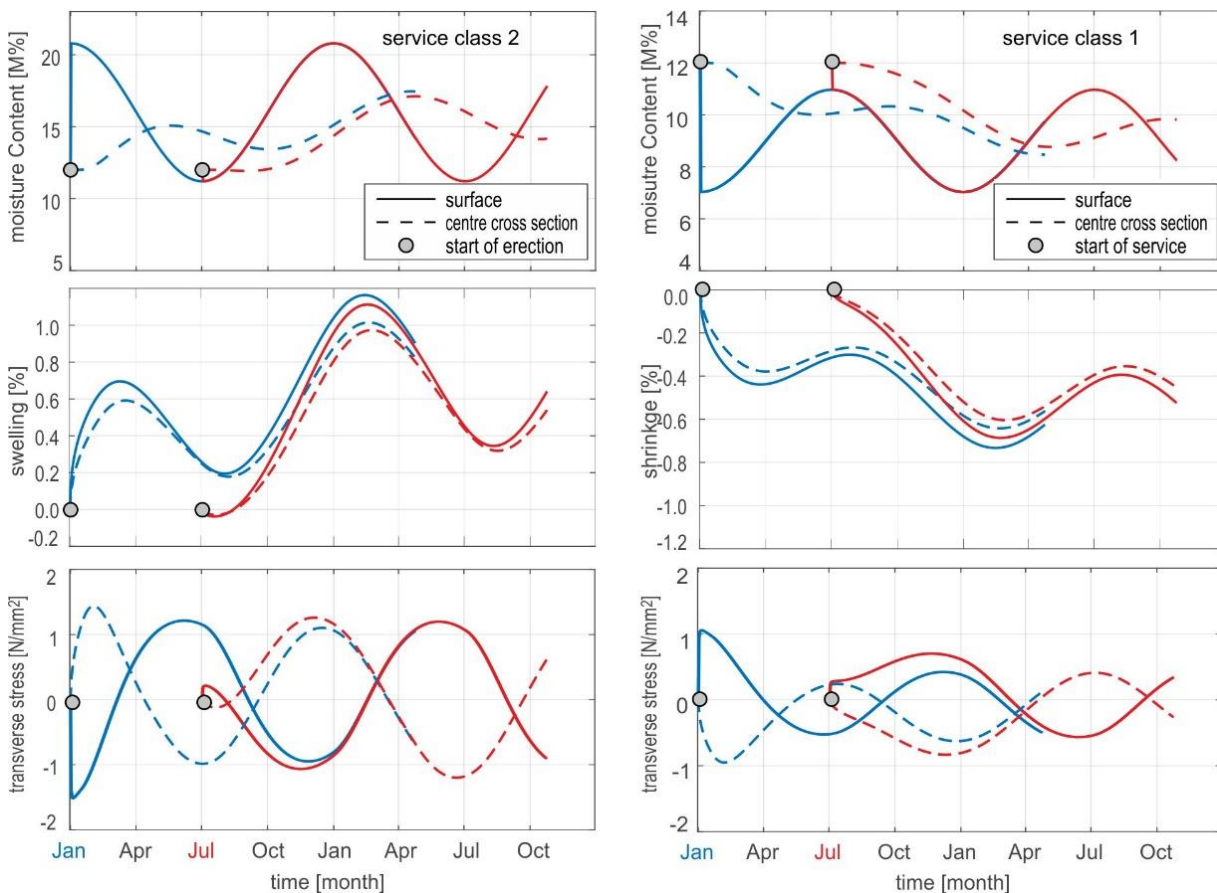 service class 2
moisture Content [M%]
20
15
10
5
surface
centre cross section
start of erection
swelling [%]
1.0
0.8
0.6
0.4
0.2
0.0
-0.2
transverse stress [N/mm²]
2
1
0
-1
-2
Jan Apr Jul Oct Jan Apr Jul Oct
time [month]
service class 1
moisutre Content [M%]
12
10
8
6
4
surface
centre cross section
start of service
shrinkge [%]
0.0
-0.2
-0.4
-0.6
-0.8
-1.0
-1.2
transverse stress [N/mm²]
2
1
0
-1
-2
Jan Apr Jul Oct Jan Apr Jul Oct
time [month]